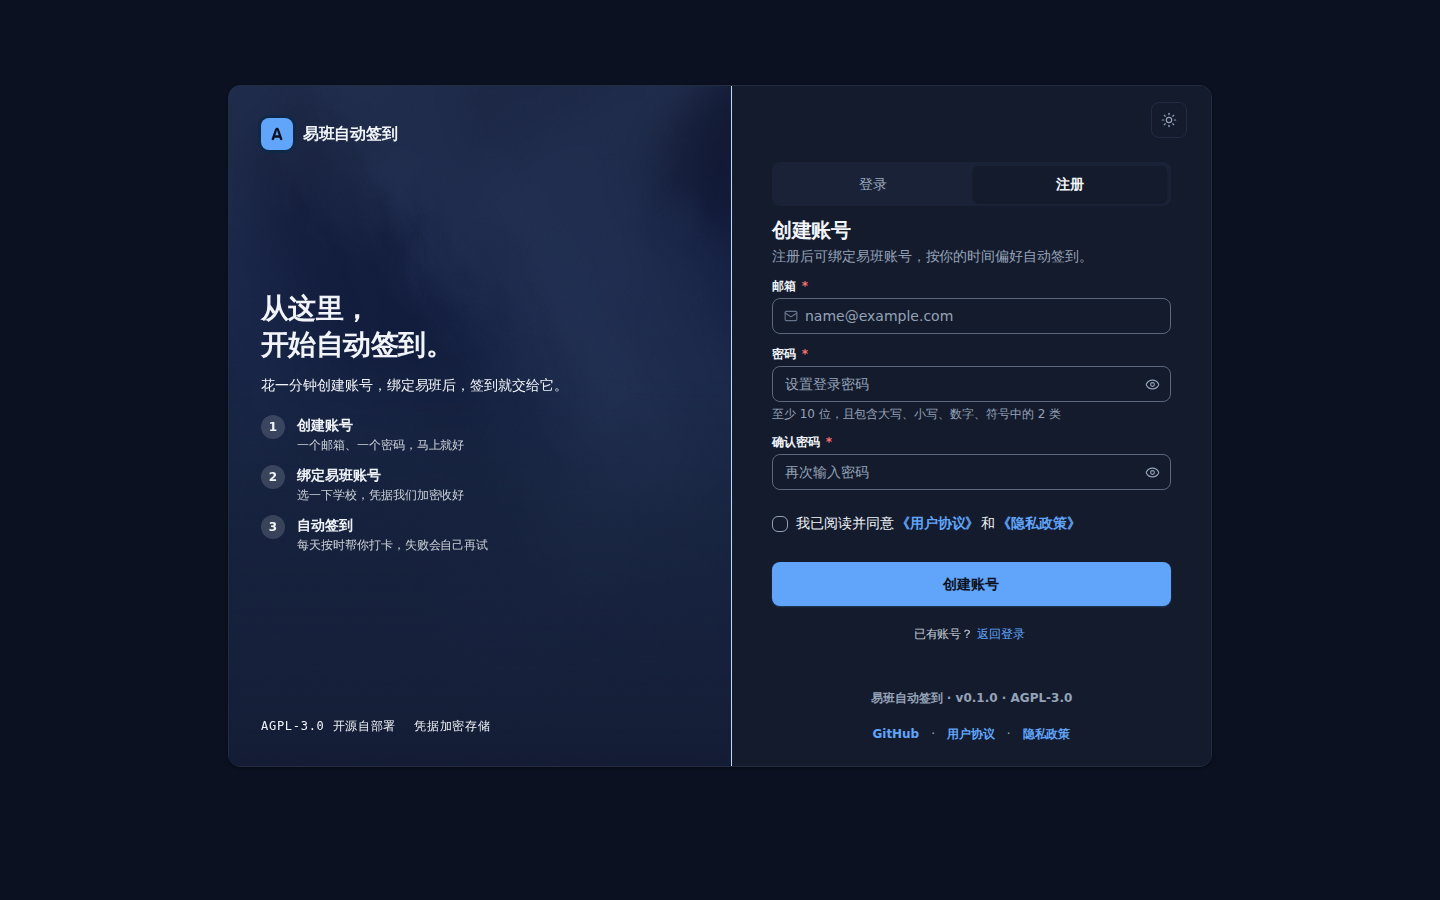 A 易班自动签到
从这里，
开始自动签到。
花一分钟创建账号，绑定易班后，签到就交给它。
1 创建账号
一个邮箱、一个密码，马上就好
2 绑定易班账号
选一下学校，凭据我们加密收好
3 自动签到
每天按时帮你打卡，失败会自己再试
AGPL-3.0 开源自部署 凭据加密存储
登录 注册
创建账号
注册后可绑定易班账号，按你的时间偏好自动签到。
邮箱 *
name@example.com
密码 *
设置登录密码
至少 10 位，且包含大写、小写、数字、符号中的 2 类
确认密码 *
再次输入密码
我已阅读并同意《用户协议》和《隐私政策》
创建账号
已有账号？ 返回登录
易班自动签到 · v0.1.0 · AGPL-3.0
GitHub · 用户协议 · 隐私政策